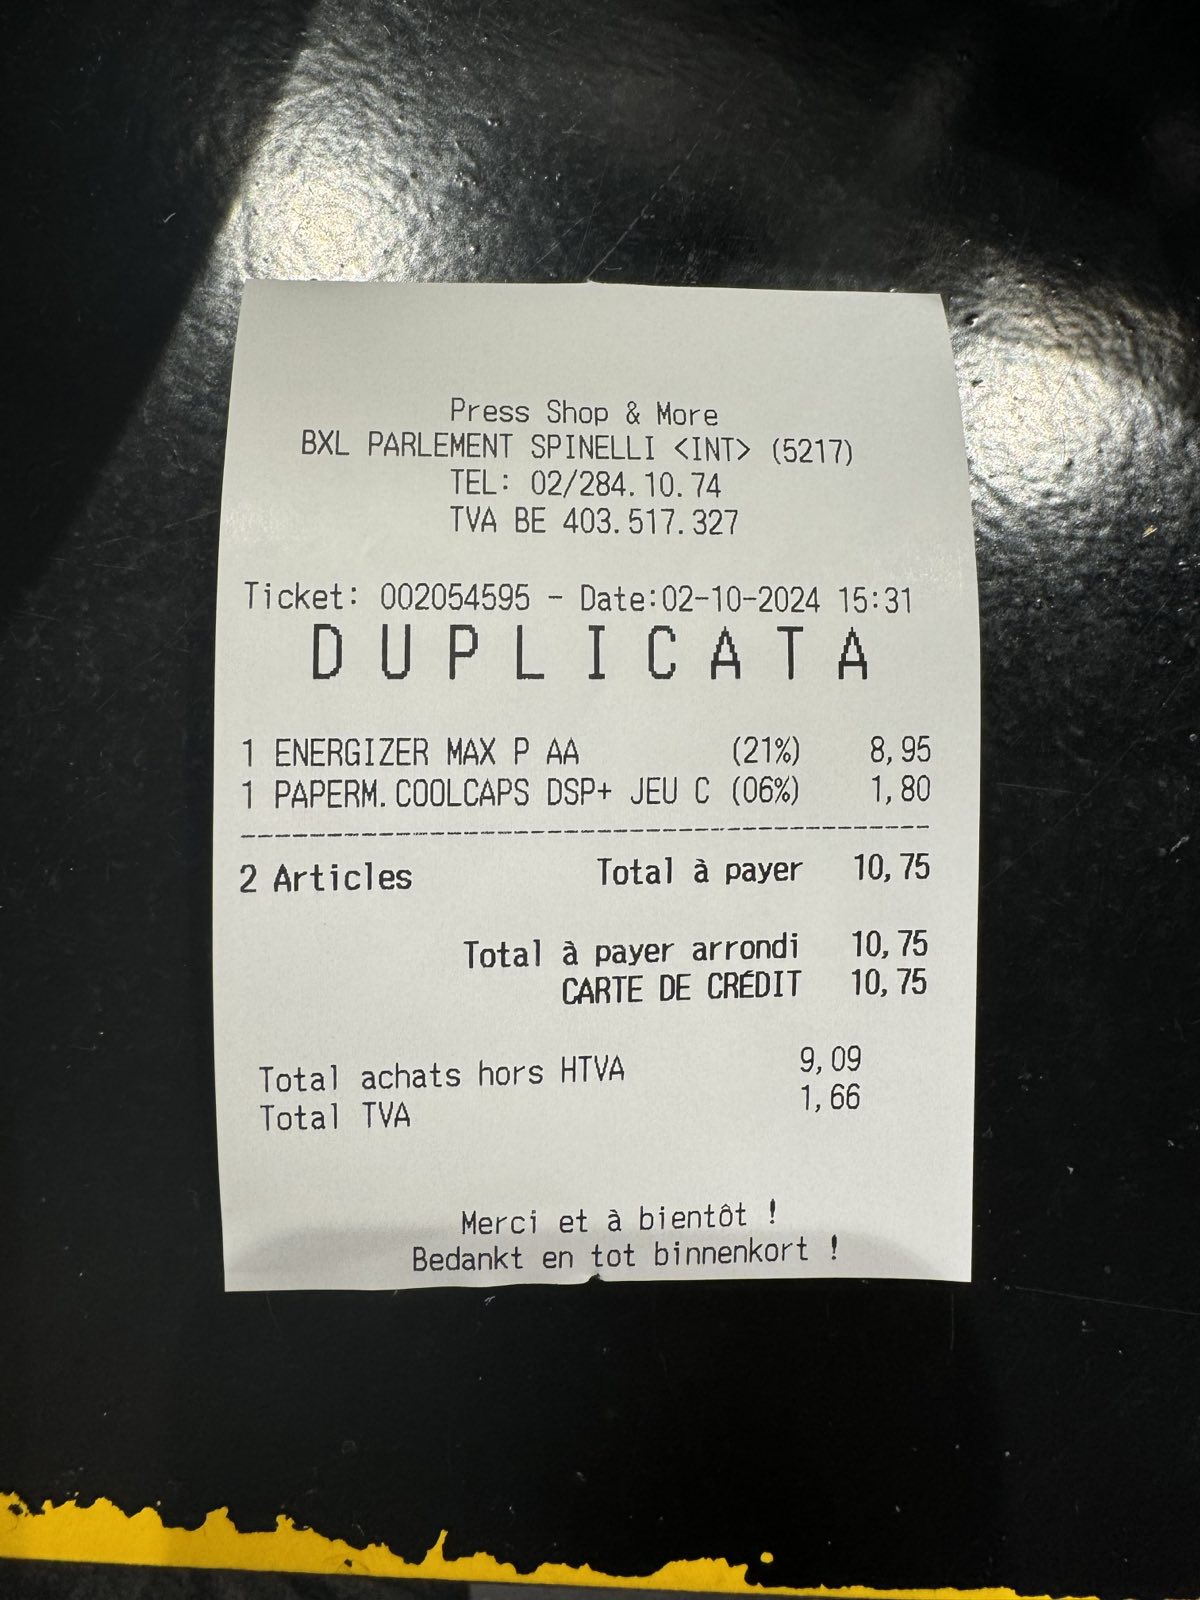 Press Shop & More
BXL PARLEMENT SPINELLI <INT> (5217)
TEL: 02/284.10.74
TVA BE 403.517.327
Ticket: 002054595 - Date:02-10-2024 15:31
DUPLICATA
1 ENERGIZER MAX P AA (21%) 8,95
1 PAPERM.COOLCAPS DSP+ JEU C (06%) 1,80
2 Articles Total à payer 10,75
Total à payer arrondi 10,75
CARTE DE CRÉDIT 10,75
Total achats hors HTVA 9,09
Total TVA 1,66
Merci et à bientôt !
Bedankt en tot binnenkort !